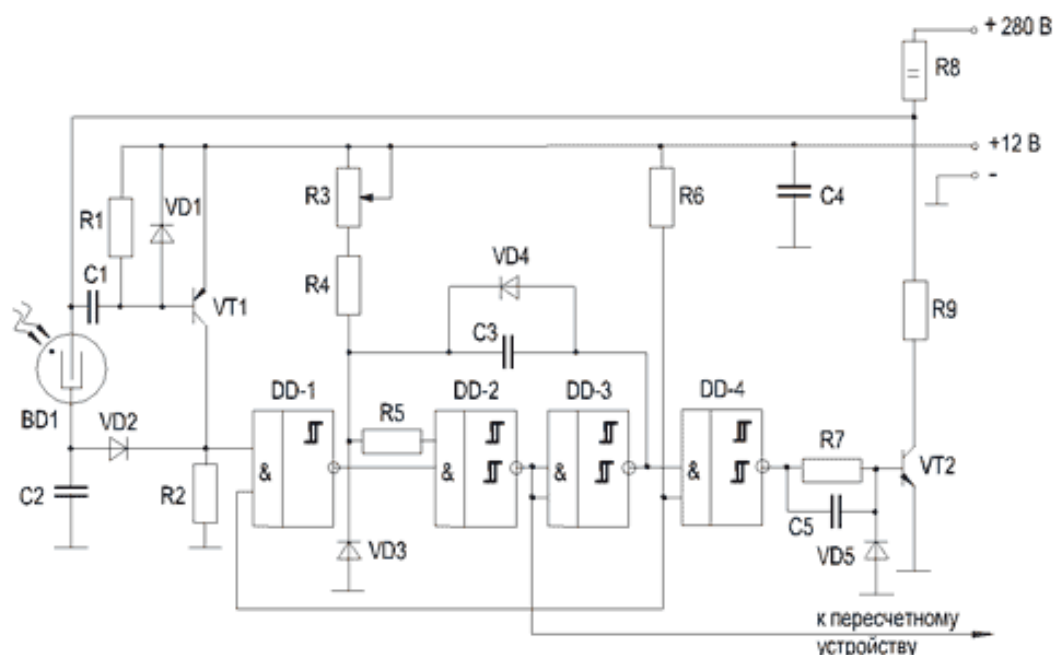 + 280 В
R8
+12 В
-
R1
VD1
R3
R6
C4
C1
VT1
R4
VD4
R9
C3
BD1
VD2
DD-1
R5
DD-2
DD-3
DD-4
R7
VT2
&
&
&
&
C2
R2
C5
VD3
VD5
к пересчетному
устройству